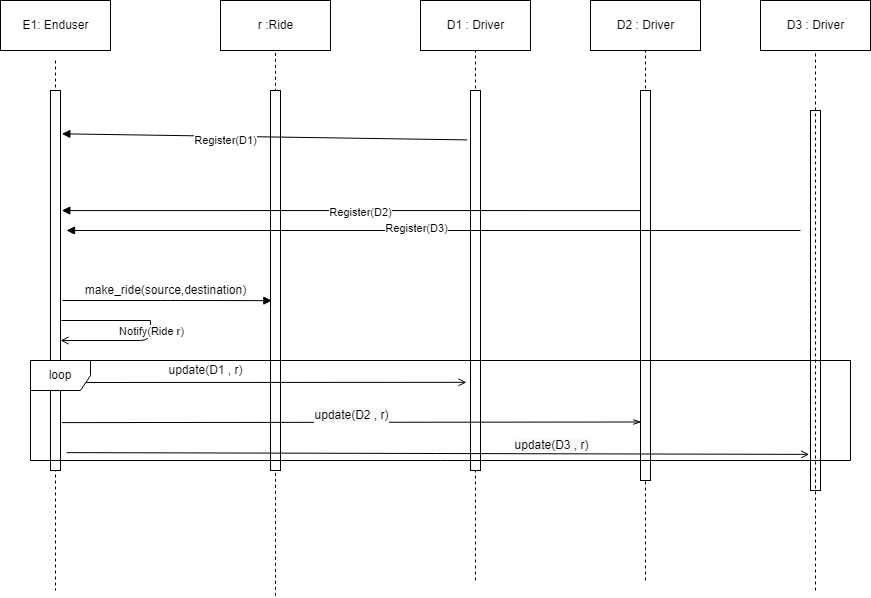 E1: Enduser
r :Ride
D1 : Driver
D2 : Driver
D3 : Driver
Register(D1)
Register(D2)
Register(D3)
make_ride(source,destination)
Notify(Ride r)
loop
update(D1 , r)
update(D2 , r)
update(D3 , r)